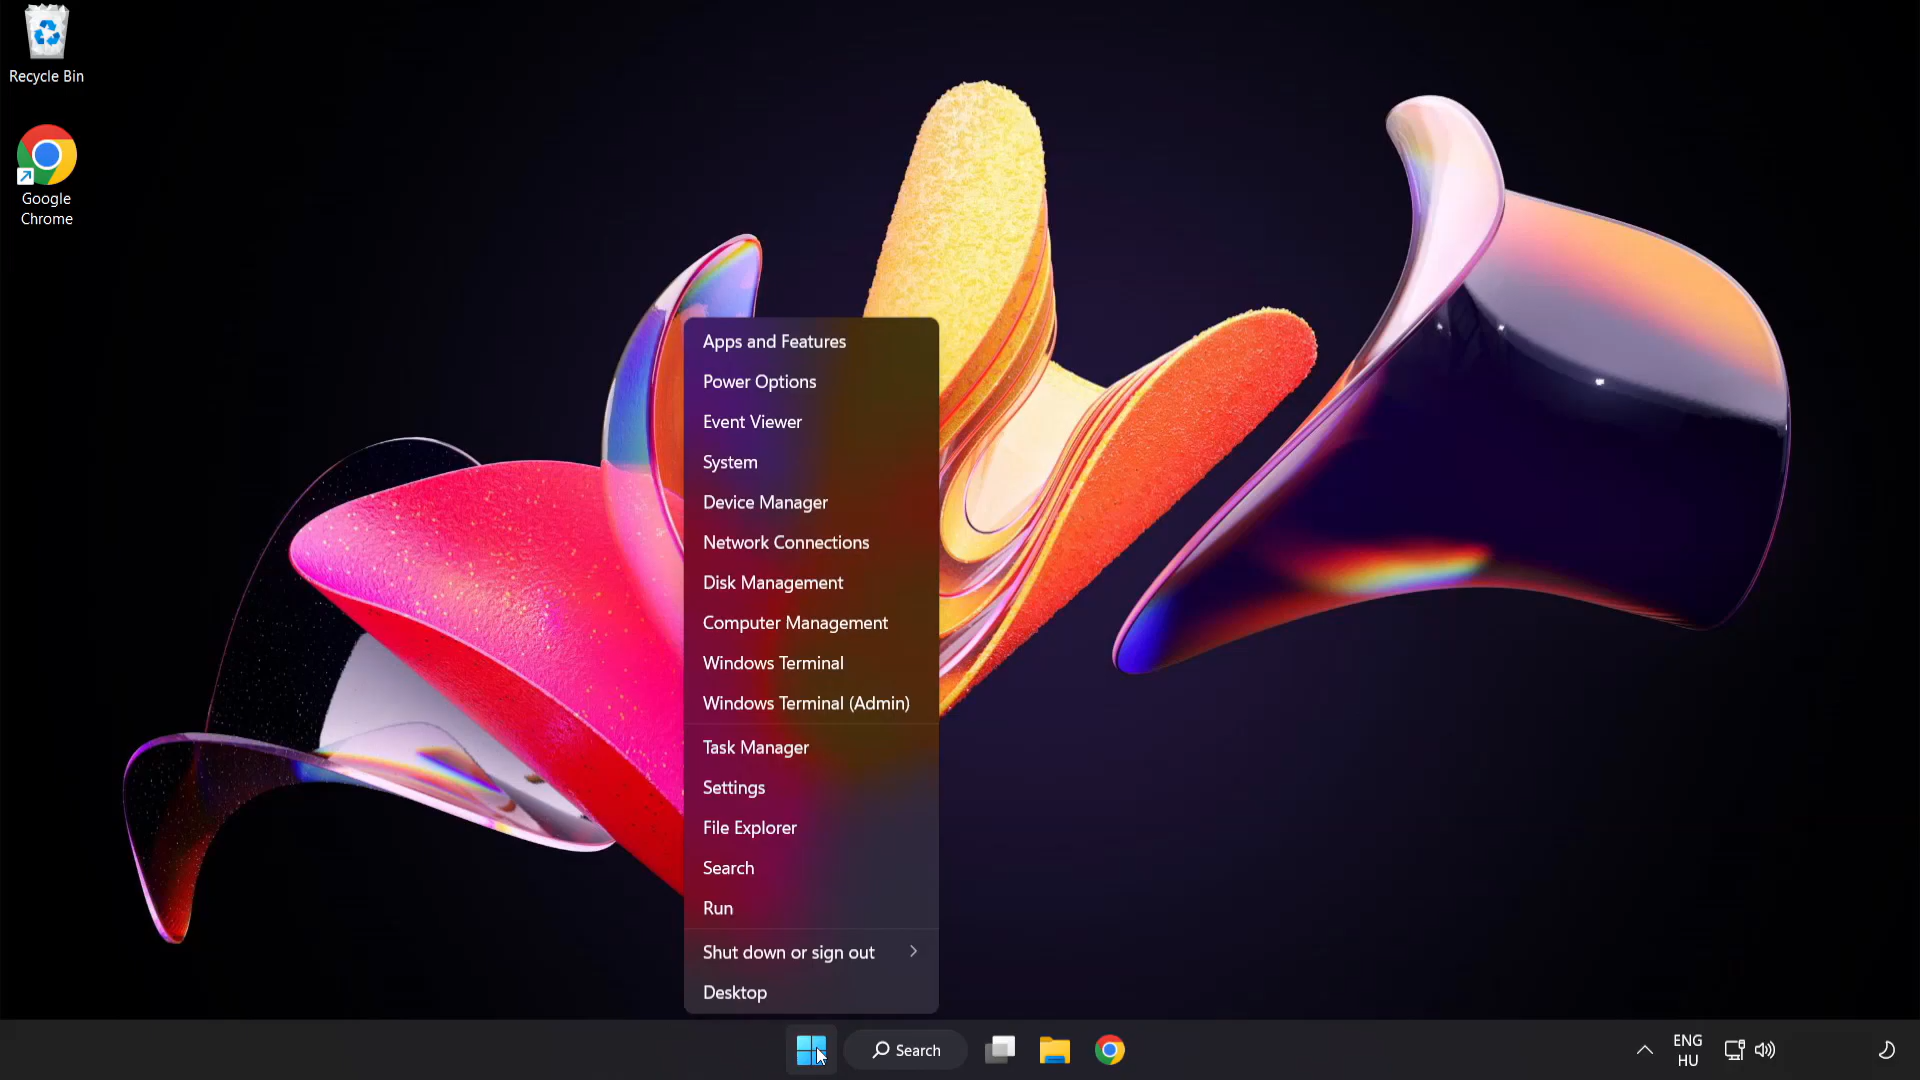 Recycle Bin
Google
Chrome
Apps and Features
Power Options
Event Viewer
System
Device Manager
Network Connections
Disk Management
Computer Management
Windows Terminal
Windows Terminal (Admin)
Task Manager
Settings
File Explorer
Search
Run
Shut down or sign out
Desktop
Search
ENG
HU